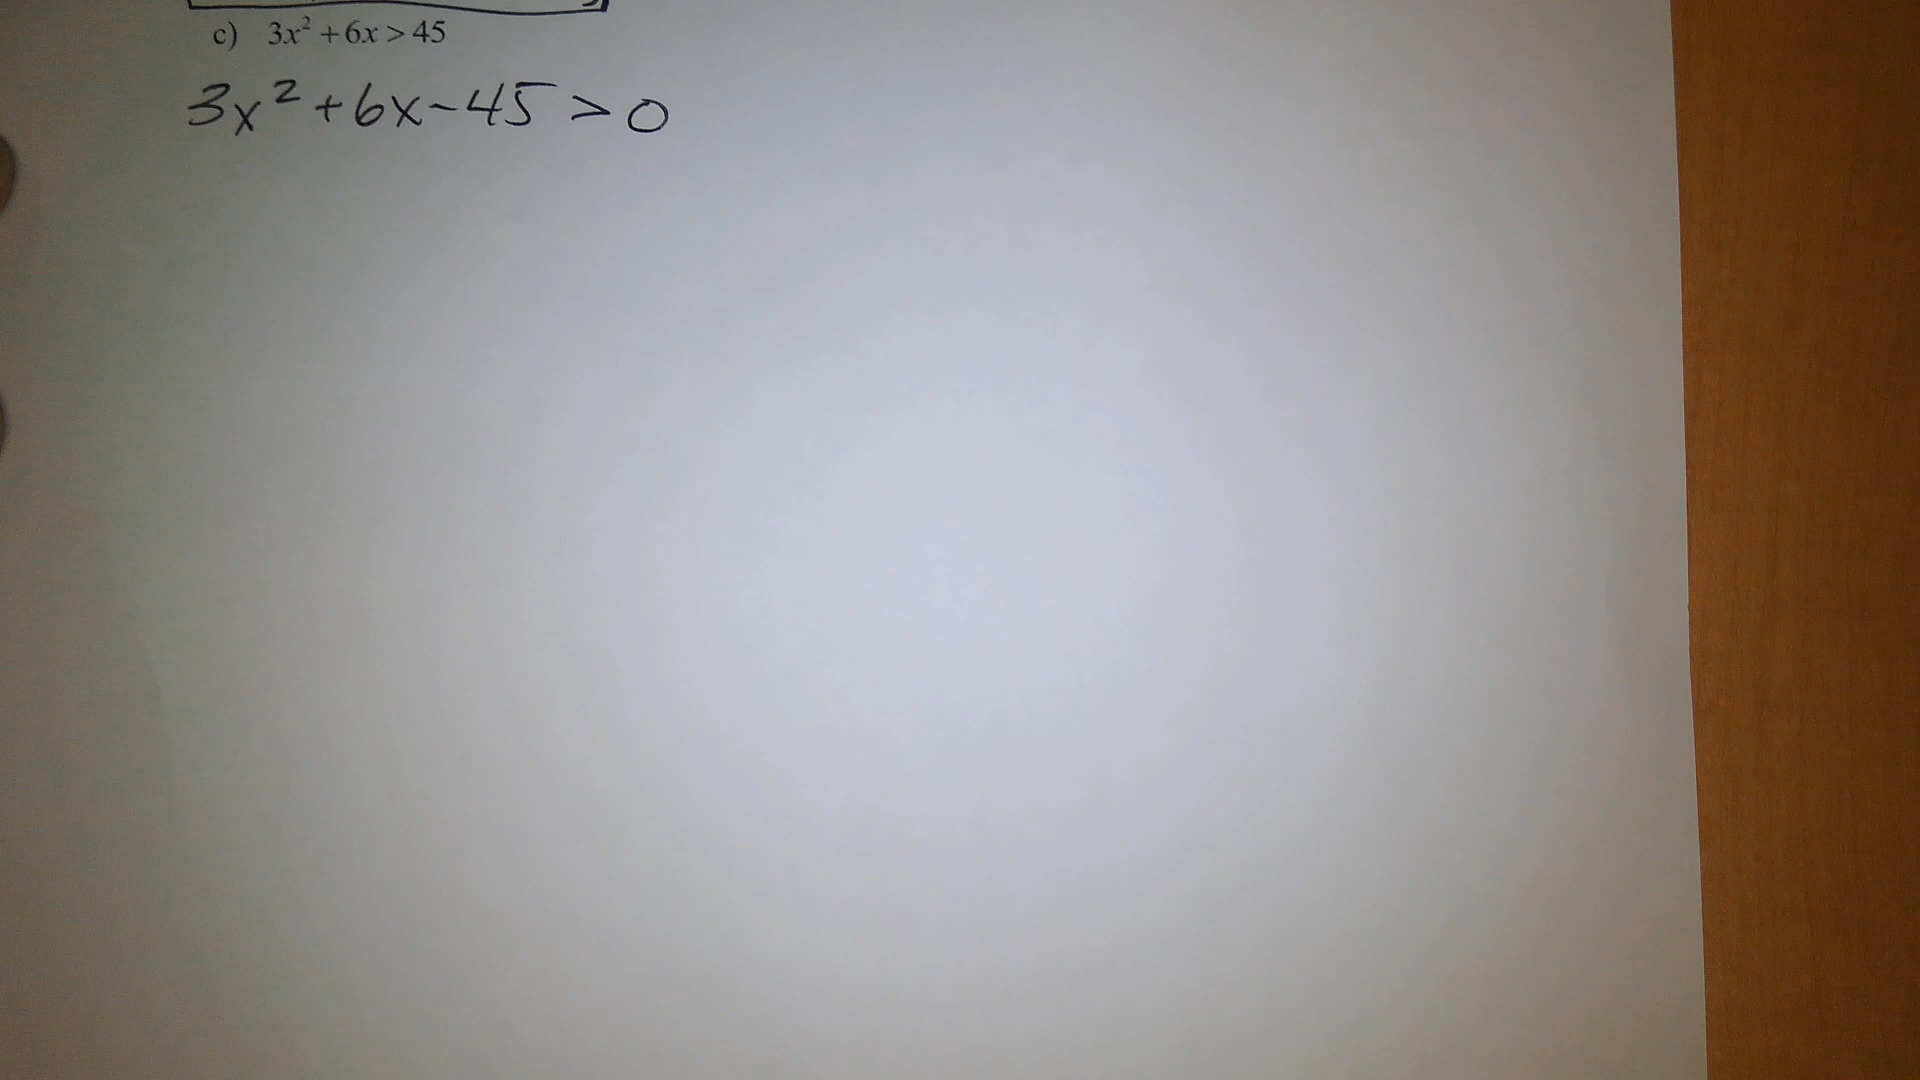 c) 3x² + 6x > 45
3x² + 6x - 45 > 0